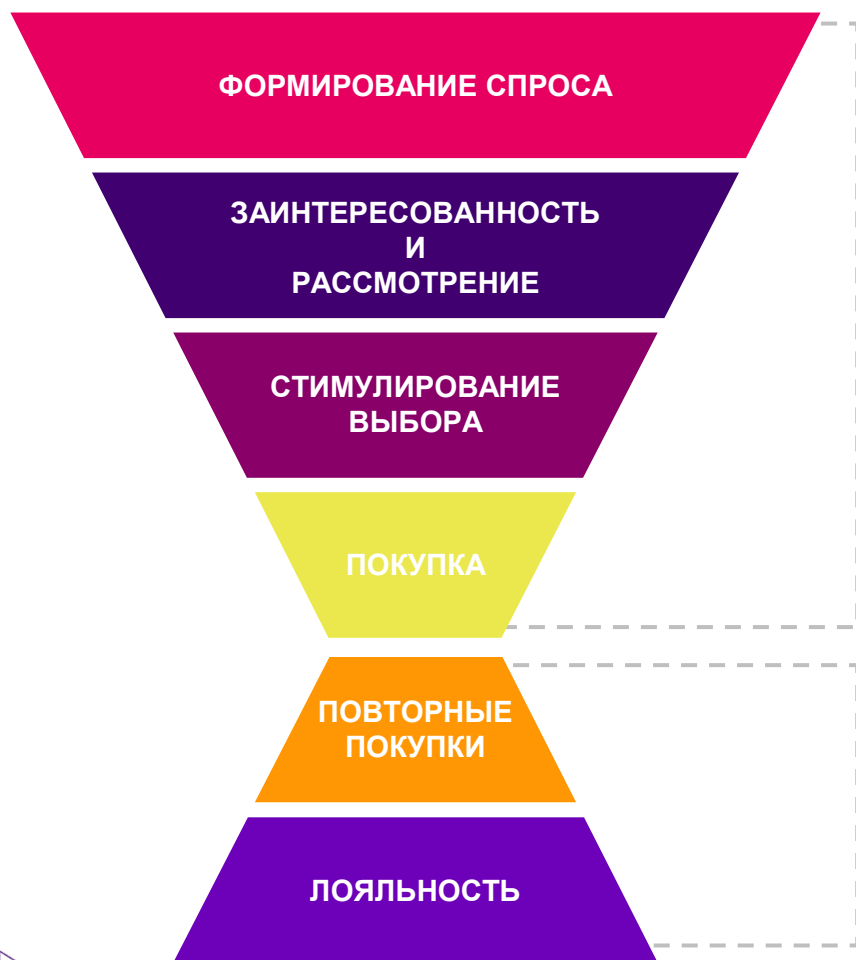 ФОРМИРОВАНИЕ СПРОСА
ЗАИНТЕРЕСОВАННОСТЬ
И
РАССМОТРЕНИЕ
СТИМУЛИРОВАНИЕ
ВЫБОРА
ПОКУПКА
ПОВТОРНЫЕ
ПОКУПКИ
ЛОЯЛЬНОСТЬ